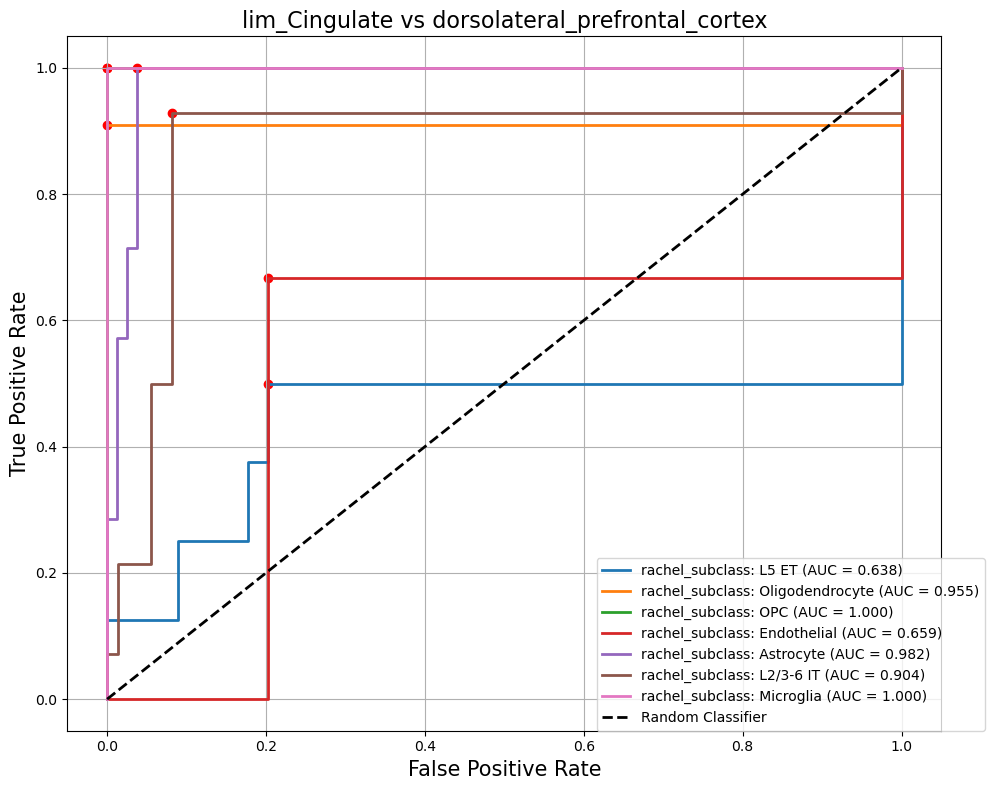 lim_Cingulate vs dorsolateral_prefrontal_cortex
True Positive Rate
1.0
0.8
0.6
0.4
0.2
0.0
0.0
0.2
0.4
0.6
0.8
1.0
False Positive Rate
rachel_subclass: L5 ET (AUC = 0.638)
rachel_subclass: Oligodendrocyte (AUC = 0.955)
rachel_subclass: OPC (AUC = 1.000)
rachel_subclass: Endothelial (AUC = 0.659)
rachel_subclass: Astrocyte (AUC = 0.982)
rachel_subclass: L2/3-6 IT (AUC = 0.904)
rachel_subclass: Microglia (AUC = 1.000)
Random Classifier